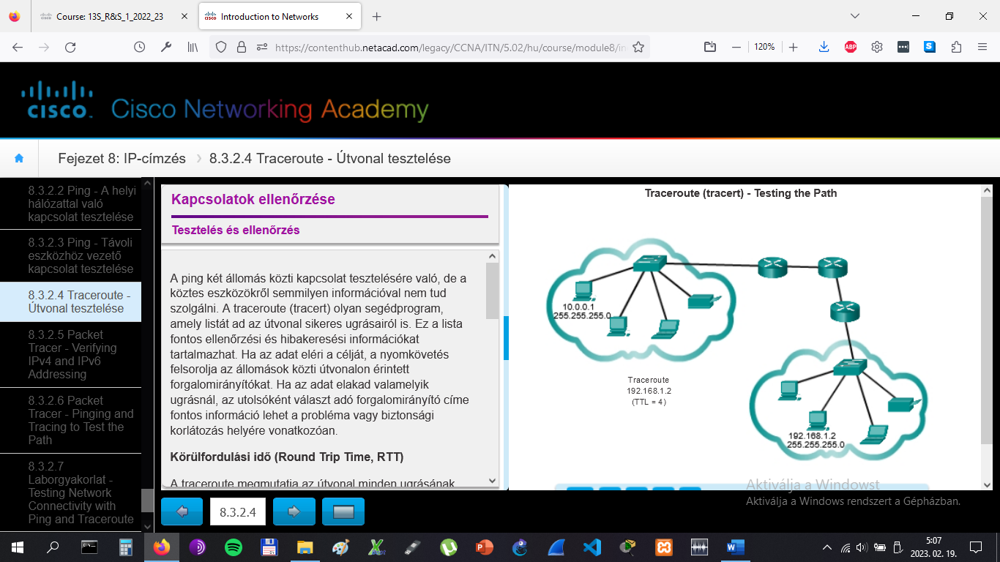 Course: 13S_R&S_1_2022_23
Introduction to Networks
https://contenthub.netacad.com/legacy/CCNA/ITN/5.02/hu/course/module8/in
120%
ABP
CISCO
Cisco Networking Academy
Fejezet 8: IP-címzés
8.3.2.4 Traceroute - Útvonal tesztelése
8.3.2.2 Ping - A helyi
hálózattal való
kapcsolat tesztelése
8.3.2.3 Ping - Távoli
eszközhöz vezető
kapcsolat tesztelése
8.3.2.4 Traceroute -
Útvonal tesztelése
8.3.2.5 Packet
Tracer - Verifying
IPv4 and IPv6
Addressing
8.3.2.6 Packet
Tracer - Pinging and
Tracing to Test the
Path
8.3.2.7
Laborgyakorlat -
Testing Network
Connectivity with
Ping and Traceroute
Kapcsolatok ellenőrzése
Tesztelés és ellenőrzés
A ping két állomás közti kapcsolat tesztelésére való, de a
köztes eszközökről semmilyen információval nem tud
szolgálni. A traceroute (tracert) olyan segédprogram,
amely listát ad az útvonal sikeres ugrásairól is. Ez a lista
fontos ellenőrzési és hibakeresési információkat
tartalmazhat. Ha az adat eléri a célját, a nyomkövetés
felsorolja az állomások közti útvonalon érintett
forgalomirányítókat. Ha az adat elakad valamelyik
ugrásnál, az utolsóként választ adó forgalomirányító címe
fontos információ lehet a probléma vagy biztonsági
korlátozás helyére vonatkozóan.
Körülfordulási idő (Round Trip Time, RTT)
A traceroute megmutatja az útvonal minden ugrásának
8.3.2.4
Traceroute (tracert) - Testing the Path
10.0.0.1
255.255.255.0
Traceroute
192.168.1.2
(TTL = 4)
192.168.1.2
255.255.255.0
Aktiválja a Windowst
Aktiválja a Windows rendszert a Gépházban.
5:07
2023. 02. 19.